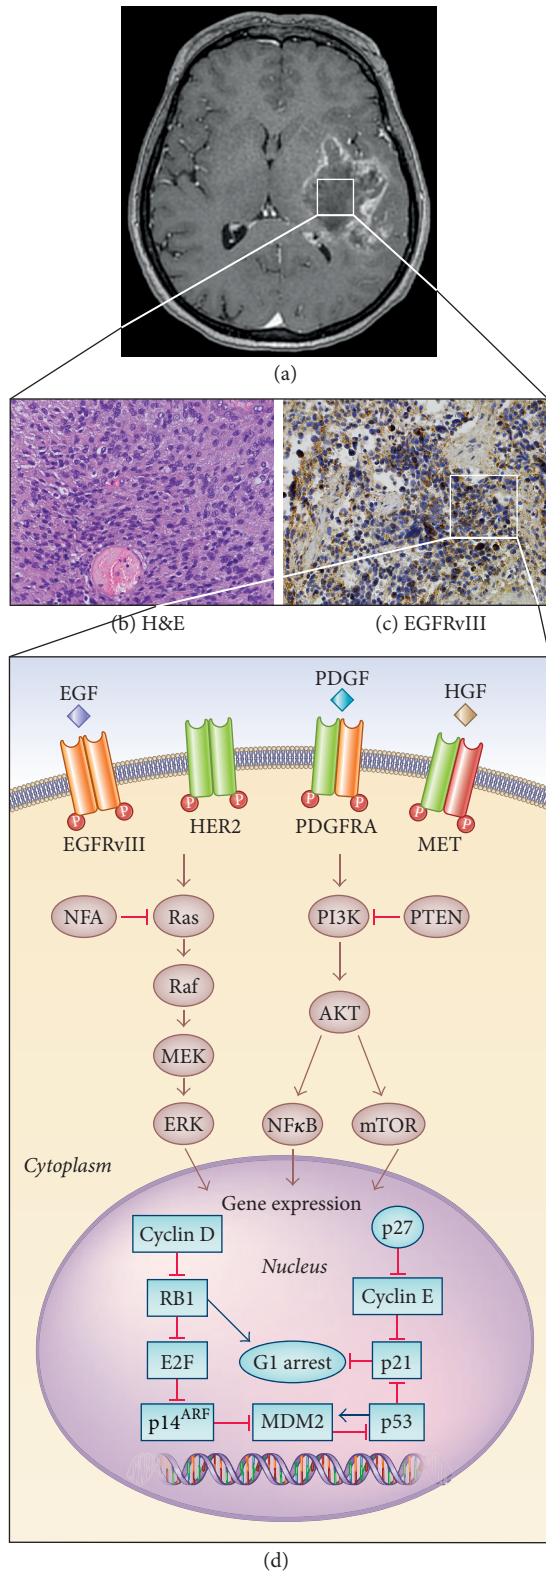 (a)
(b) H&E
(c) EGFRvIII
EGF
PDGF
HGF
P P P P P P P P
EGFRvIII
HER2
PDGFRA
MET
NFA
Ras
PI3K
PTEN
Raf
AKT
MEK
ERK
NFκB
mTOR
Cytoplasm
Gene expression
Cyclin D
p27
Nucleus
RB1
Cyclin E
E2F
G1 arrest
p21
p14ARF
MDM2
p53
(d)